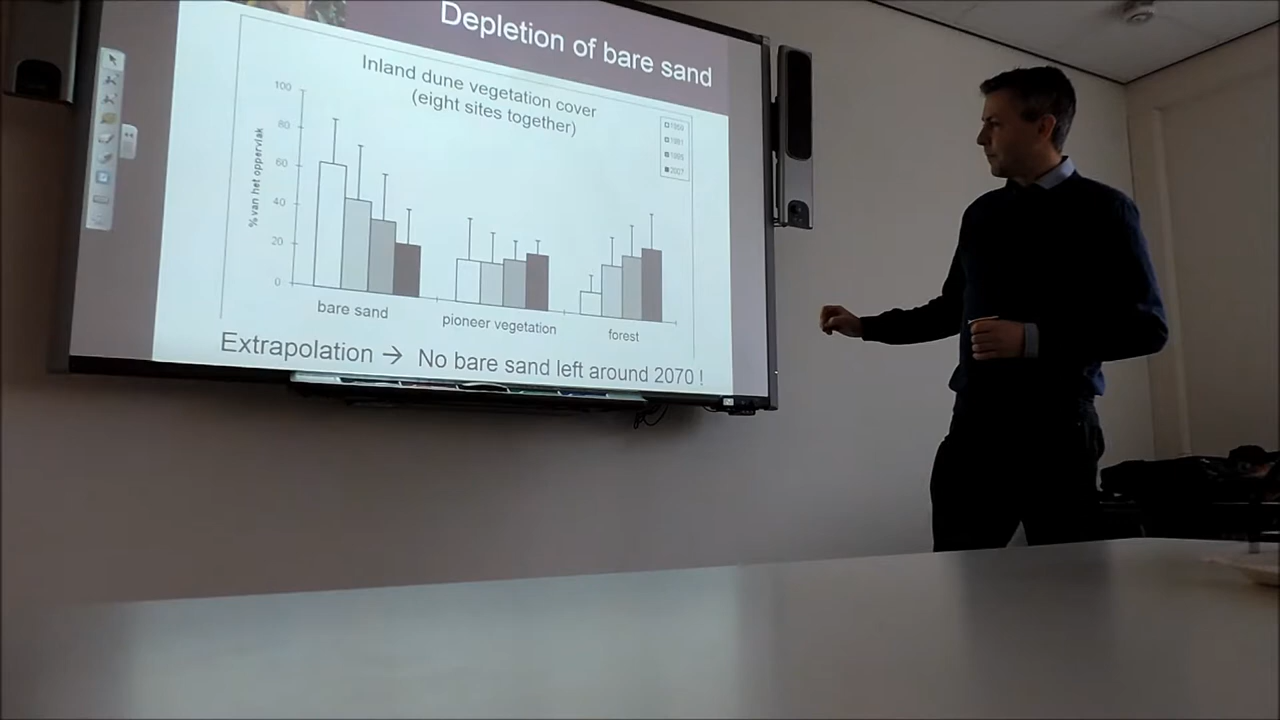 Depletion of bare sand
Inland dune vegetation cover
(eight sites together)
% van het oppervlak
100
80
60
40
20
0
2007
bare sand
pioneer vegetation
forest
Extrapolation → No bare sand left around 2070 !